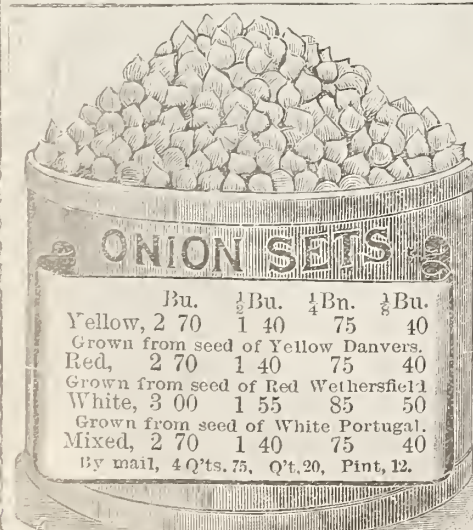 ONION SETS
Bu. ½Bu. ¼Bn. ⅛Bu.
Yellow, 2 70 1 40 75 40
Grown from seed of Yellow Danvers.
Red, 2 70 1 40 75 40
Grown from seed of Red Wethersfield
White, 3 00 1 55 85 50
Grown from seed of White Portugal.
Mixed, 2 70 1 40 75 40
By mail, 4 Q'ts. 75, Q't. 20, Pint, 12.